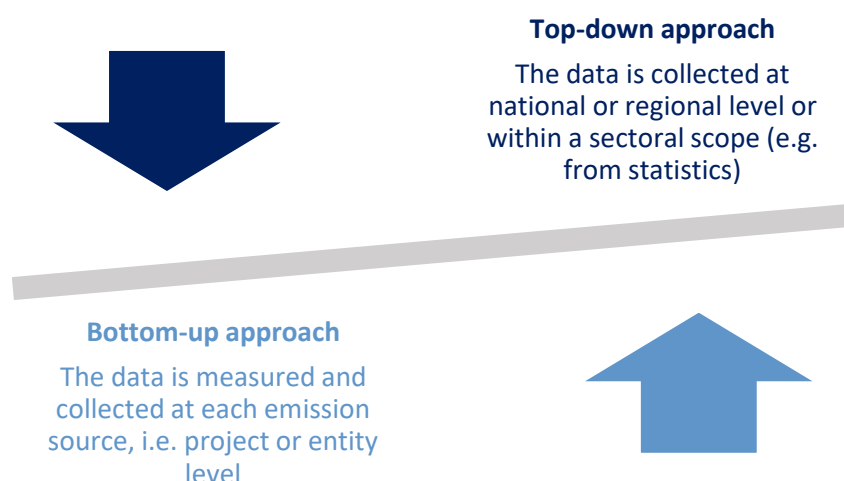 Top-down approach
The data is collected at
national or regional level or
within a sectoral scope (e.g.
from statistics)
Bottom-up approach
The data is measured and
collected at each emission
source, i.e. project or entity
level